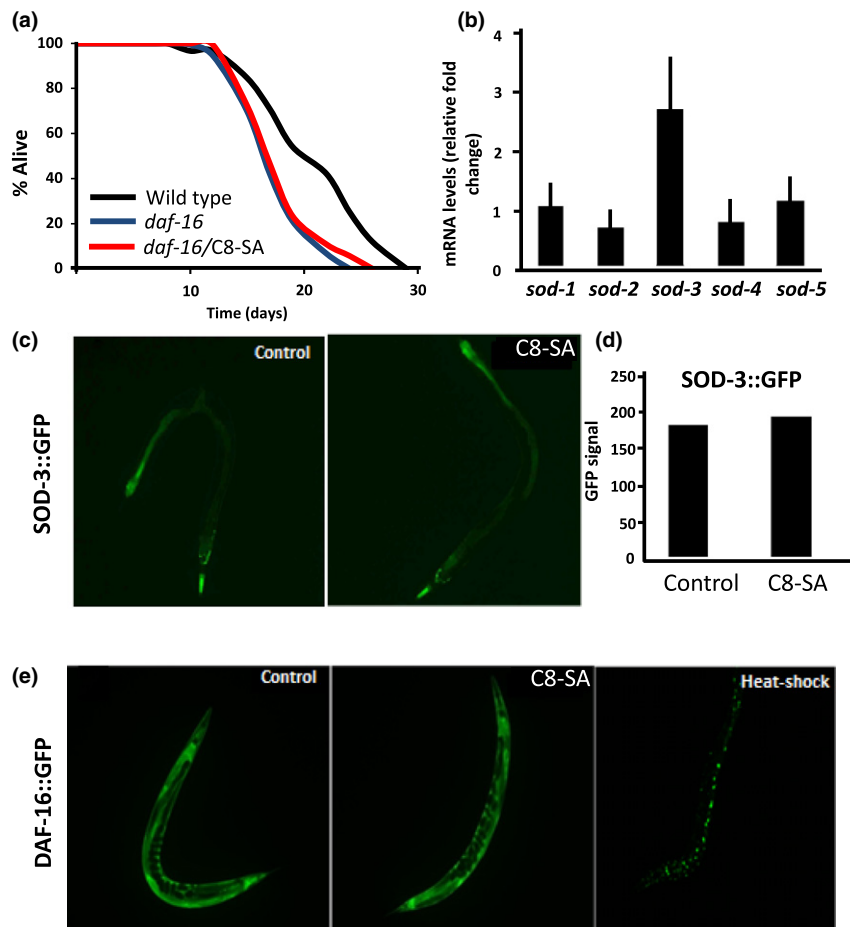 (a)
100
80
60
40
20
0
% Alive
Wild type
daf-16
daf-16/C8-SA
10
20
30
Time (days)
(b)
4
3
2
1
0
mRNA levels (relative fold
change)
sod-1 sod-2 sod-3 sod-4 sod-5
(c)
SOD-3::GFP
Control
C8-SA
(d)
SOD-3::GFP
250
200
150
100
50
0
GFP signal
Control C8-SA
(e)
DAF-16::GFP
Control
C8-SA
Heat-shock